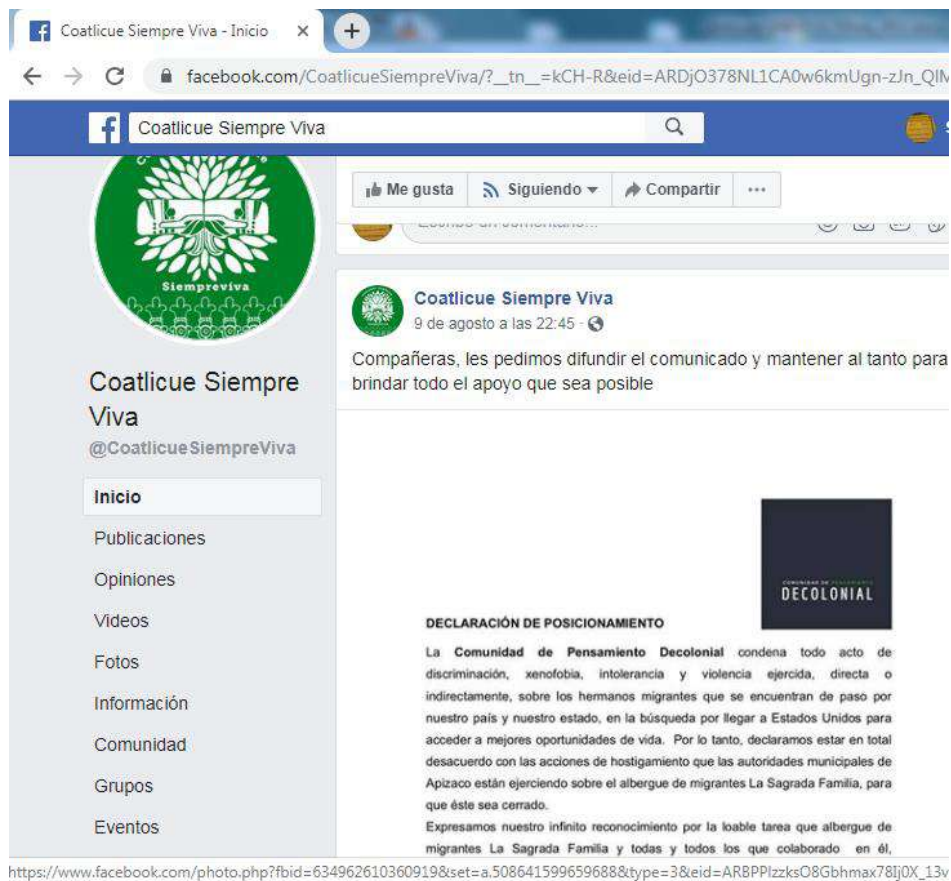 Coatlicue Siempre Viva - Inicio
facebook.com/CoatlicueSiempreViva/?__tn__=kCH-R&eid=ARDjO378NL1CA0w6kmUgn-zJn_QIM
Coatlicue Siempre Viva
Siempreviva
Coatlicue Siempre
Viva
@CoatlicueSiempreViva
Inicio
Publicaciones
Opiniones
Videos
Fotos
Información
Comunidad
Grupos
Eventos
Me gusta
Siguiendo
Compartir
Escribe un comentario...
Coatlicue Siempre Viva
9 de agosto a las 22:45
Compañeras, les pedimos difundir el comunicado y mantener al tanto para
brindar todo el apoyo que sea posible
COMUNIDAD DE PENSAMIENTO
DECOLONIAL
DECLARACIÓN DE POSICIONAMIENTO
La Comunidad de Pensamiento Decolonial condena todo acto de
discriminación, xenofobia, intolerancia y violencia ejercida, directa o
indirectamente, sobre los hermanos migrantes que se encuentran de paso por
nuestro país y nuestro estado, en la búsqueda por llegar a Estados Unidos para
acceder a mejores oportunidades de vida. Por lo tanto, declaramos estar en total
desacuerdo con las acciones de hostigamiento que las autoridades municipales de
Apizaco están ejerciendo sobre el albergue de migrantes La Sagrada Familia, para
que éste sea cerrado.
Expresamos nuestro infinito reconocimiento por la loable tarea que albergue de
migrantes La Sagrada Familia y todas y todos los que colaborado en él,
https://www.facebook.com/photo.php?fbid=634962610360919&set=a.508641599659688&type=3&eid=ARBPPIzzksO8Gbhmax78Ij0X_13v